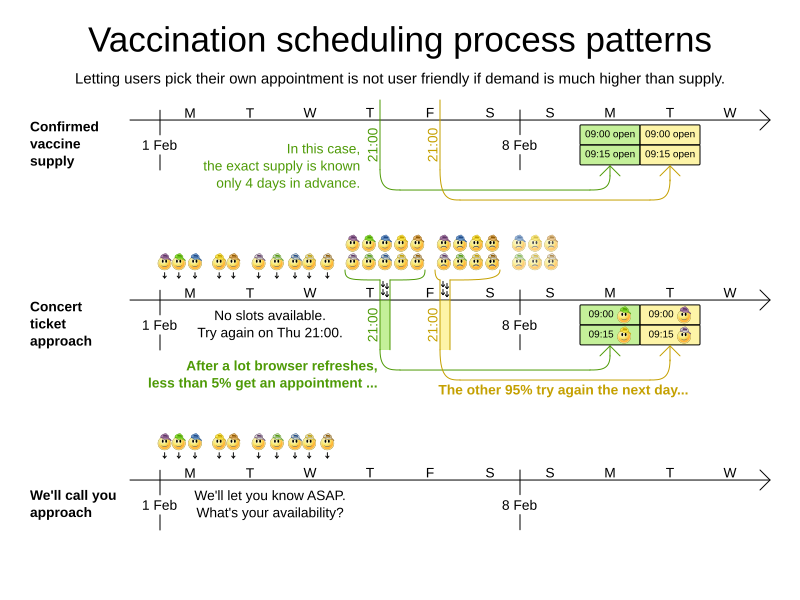 Vaccination scheduling process patterns
Letting users pick their own appointment is not user friendly if demand is much higher than supply.
M T W T F S S M T W
Confirmed
vaccine
supply
1 Feb
In this case,
the exact supply is known
only 4 days in advance.
21:00
21:00
8 Feb
09:00 open 09:00 open
09:15 open 09:15 open
M T W T F S S M T W
Concert
ticket
approach
1 Feb
No slots available.
Try again on Thu 21:00.
21:00
21:00
8 Feb
09:00 09:00
09:15 09:15
After a lot browser refreshes,
less than 5% get an appointment ...
The other 95% try again the next day...
M T W T F S S M T W
We'll call you
approach
1 Feb
We'll let you know ASAP.
What's your availability?
8 Feb